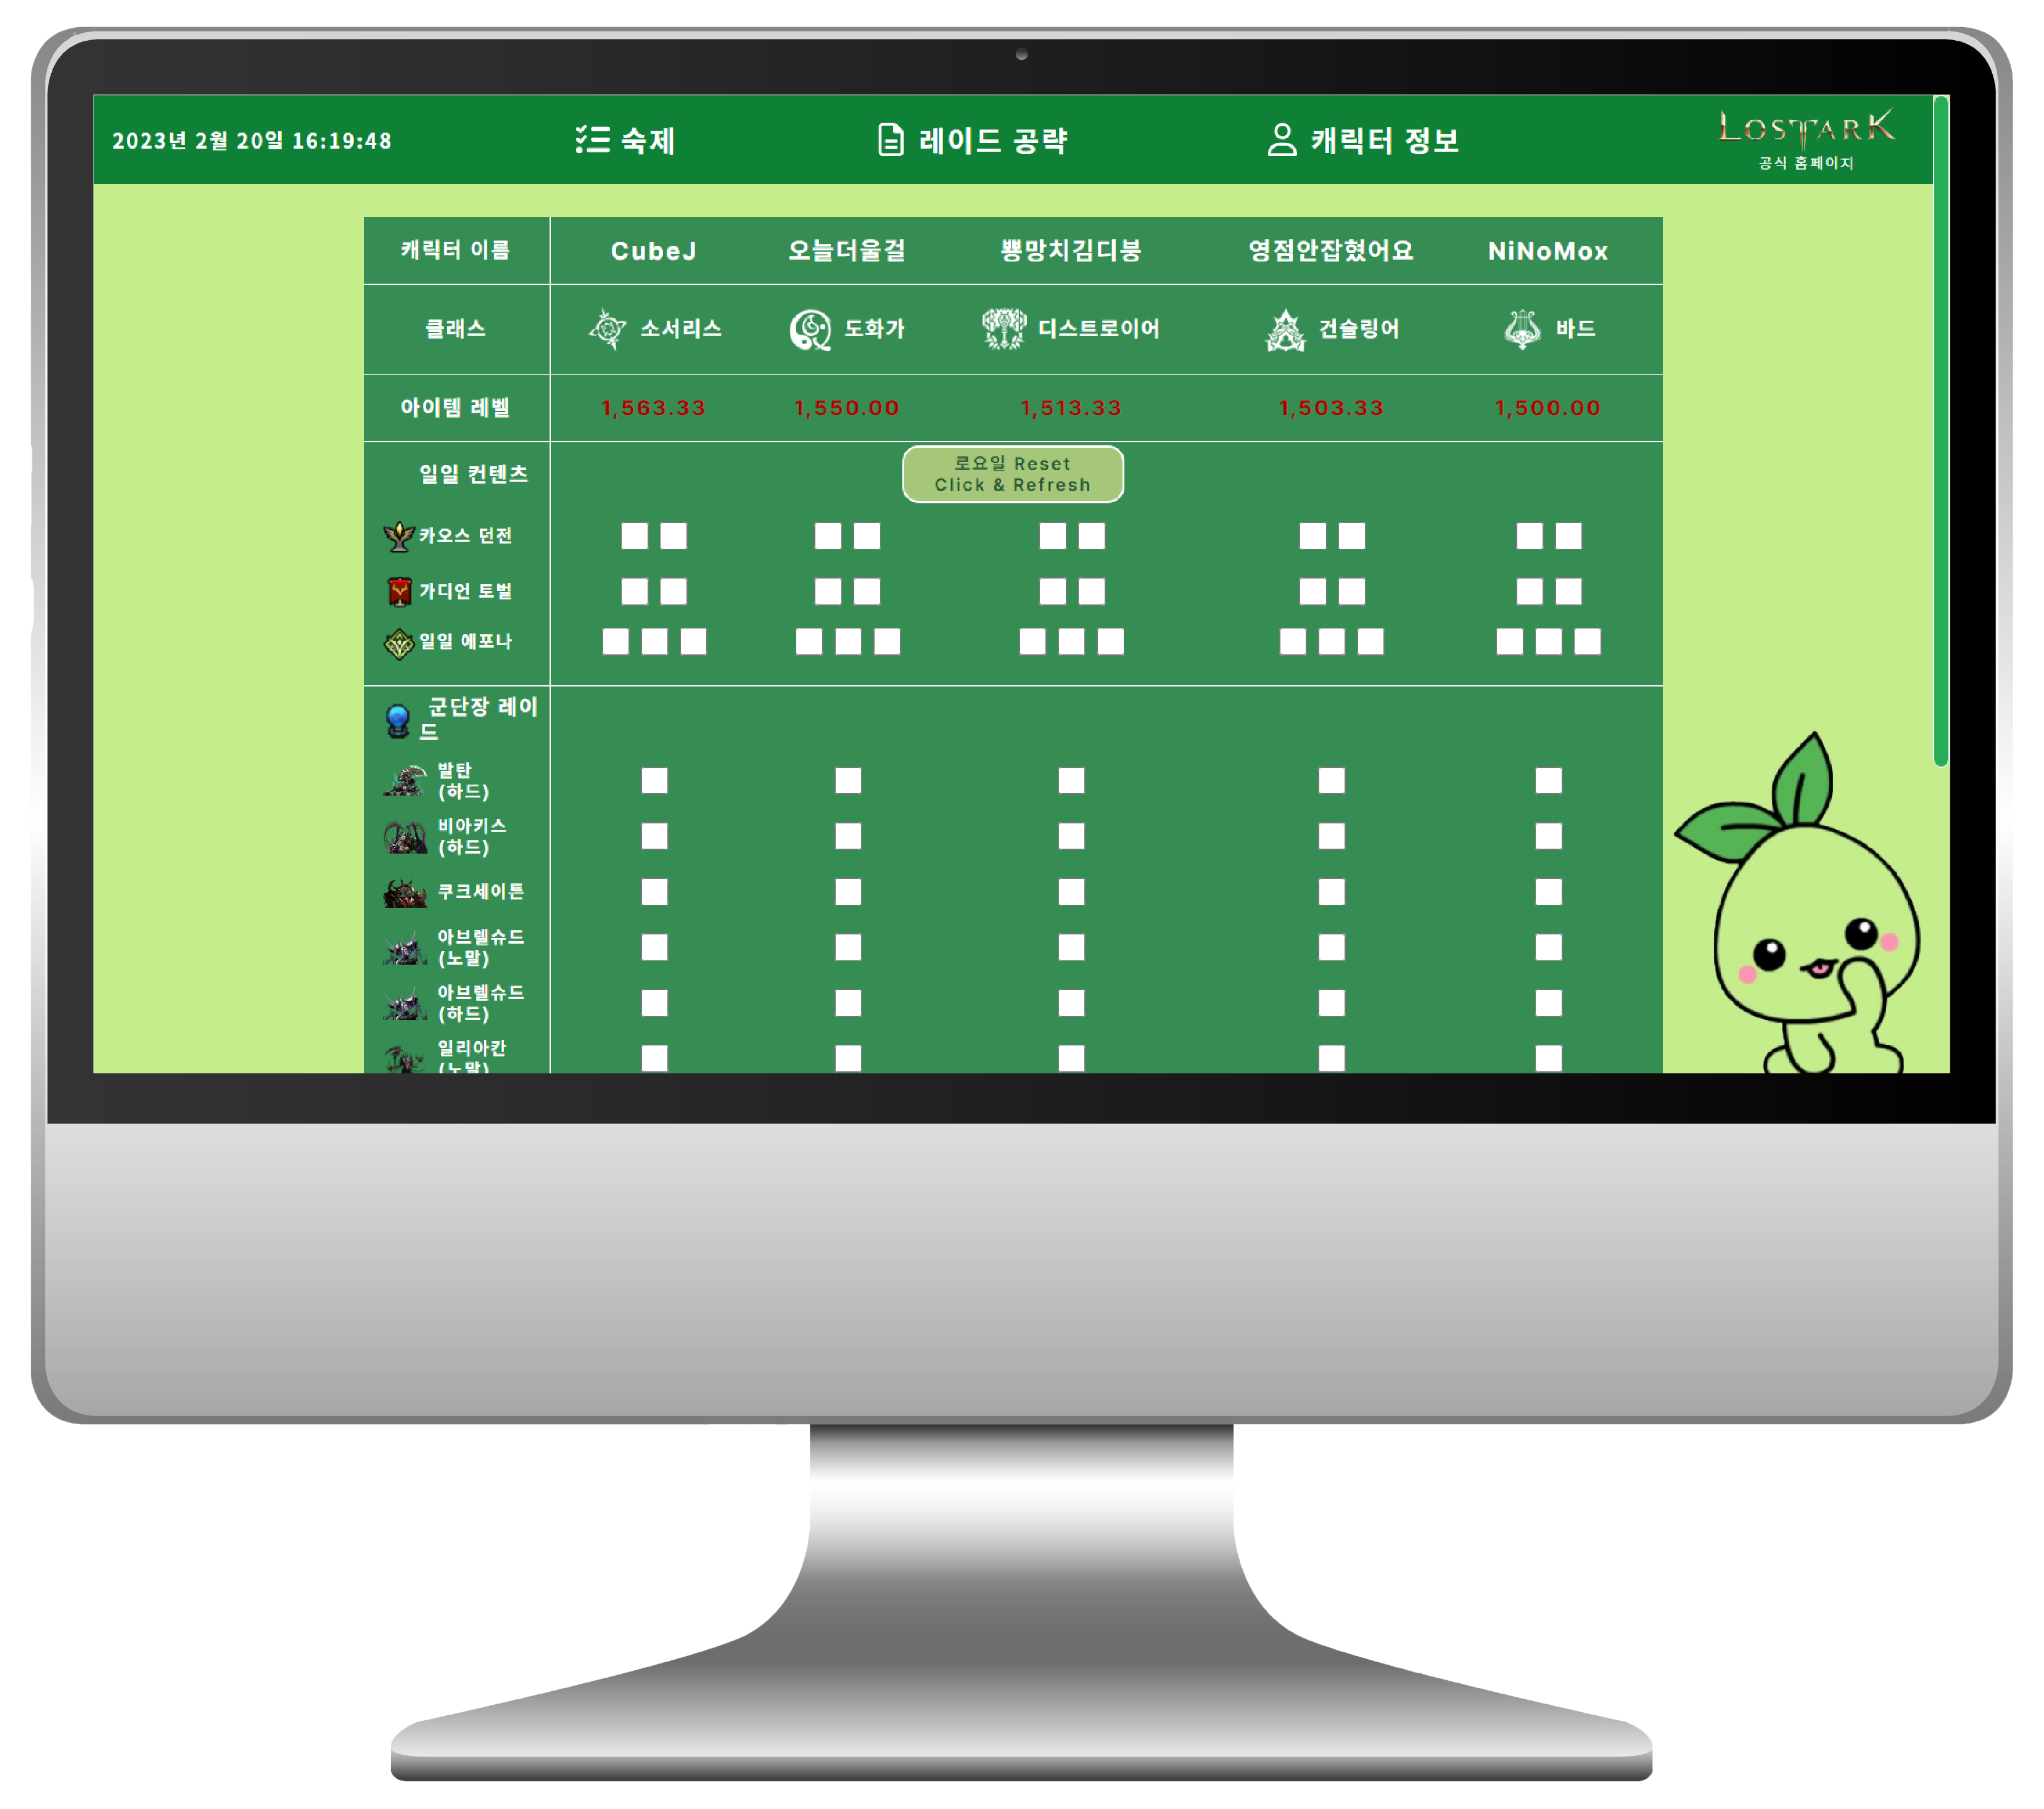 2023년 2월 20일 16:19:48 숙제 레이드 공략 캐릭터 정보 LOSTARK
공식 홈페이지
캐릭터 이름 CubeJ 오늘더울걸 뿅망치김디붕 영점안잡혔어요 NiNoMox
클래스 소서리스 도화가 디스트로이어 건슬링어 바드
아이템 레벨 1,563.33 1,550.00 1,513.33 1,503.33 1,500.00
일일 컨텐츠
로요일 Reset
Click & Refresh
카오스 던전
가디언 토벌
일일 에포나
군단장 레이
드
발탄
(하드)
비아키스
(하드)
쿠크세이튼
아브렐슈드
(노말)
아브렐슈드
(하드)
일리아칸
(노말)